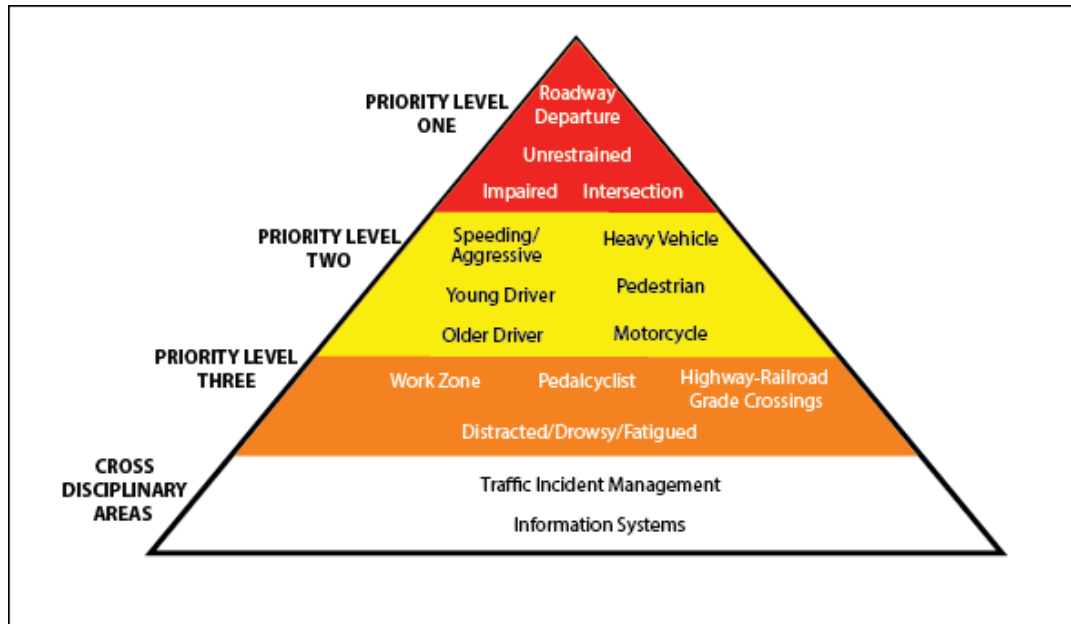 PRIORITY LEVEL
ONE
Roadway
Departure
Unrestrained
Impaired
Intersection
PRIORITY LEVEL
TWO
Speeding/
Aggressive
Heavy Vehicle
Young Driver
Pedestrian
Older Driver
Motorcycle
PRIORITY LEVEL
THREE
Work Zone
Pedalcyclist
Highway-Railroad
Grade Crossings
Distracted/Drowsy/Fatigued
CROSS
DISCIPLINARY
AREAS
Traffic Incident Management
Information Systems